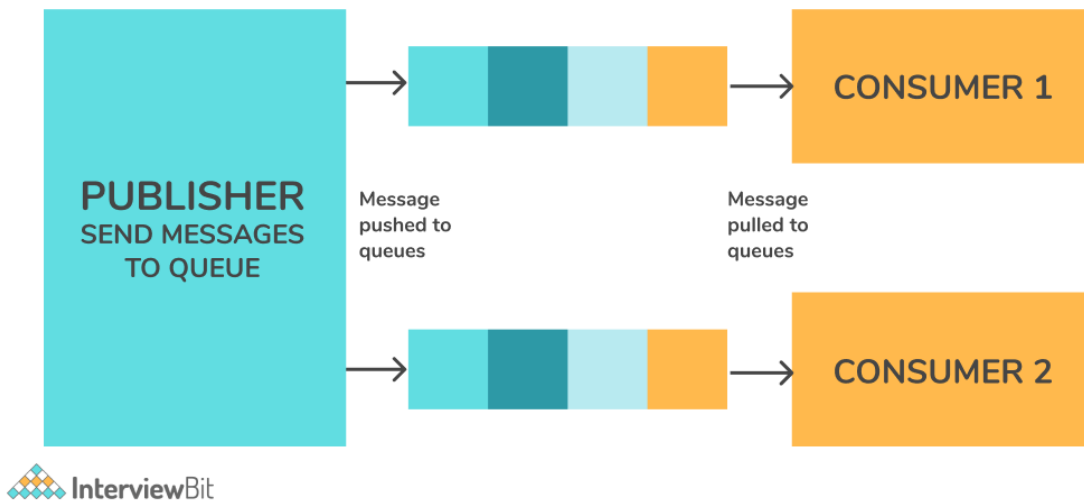 PUBLISHER
SEND MESSAGES
TO QUEUE
Message
pushed to
queues
Message
pulled to
queues
CONSUMER 1
CONSUMER 2
InterviewBit